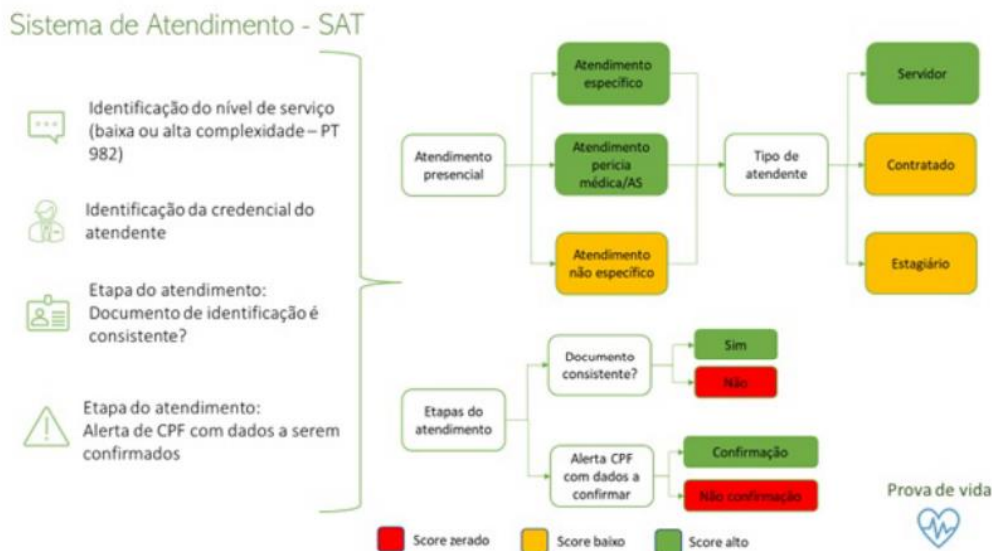 Sistema de Atendimento - SAT
Identificação do nível de serviço
(baixa ou alta complexidade – PT
982)
Identificação da credencial do
atendente
Etapa do atendimento:
Documento de identificação é
consistente?
Etapa do atendimento:
Alerta de CPF com dados a serem
confirmados
Atendimento
presencial
Atendimento
específico
Atendimento
pericia
médica/AS
Atendimento
não específico
Tipo de
atendente
Servidor
Contratado
Estagiário
Etapas do
atendimento
Documento
consistente?
Sim
Não
Alerta CPF
com dados a
confirmar
Confirmação
Não confirmação
Score zerado
Score baixo
Score alto
Prova de vida